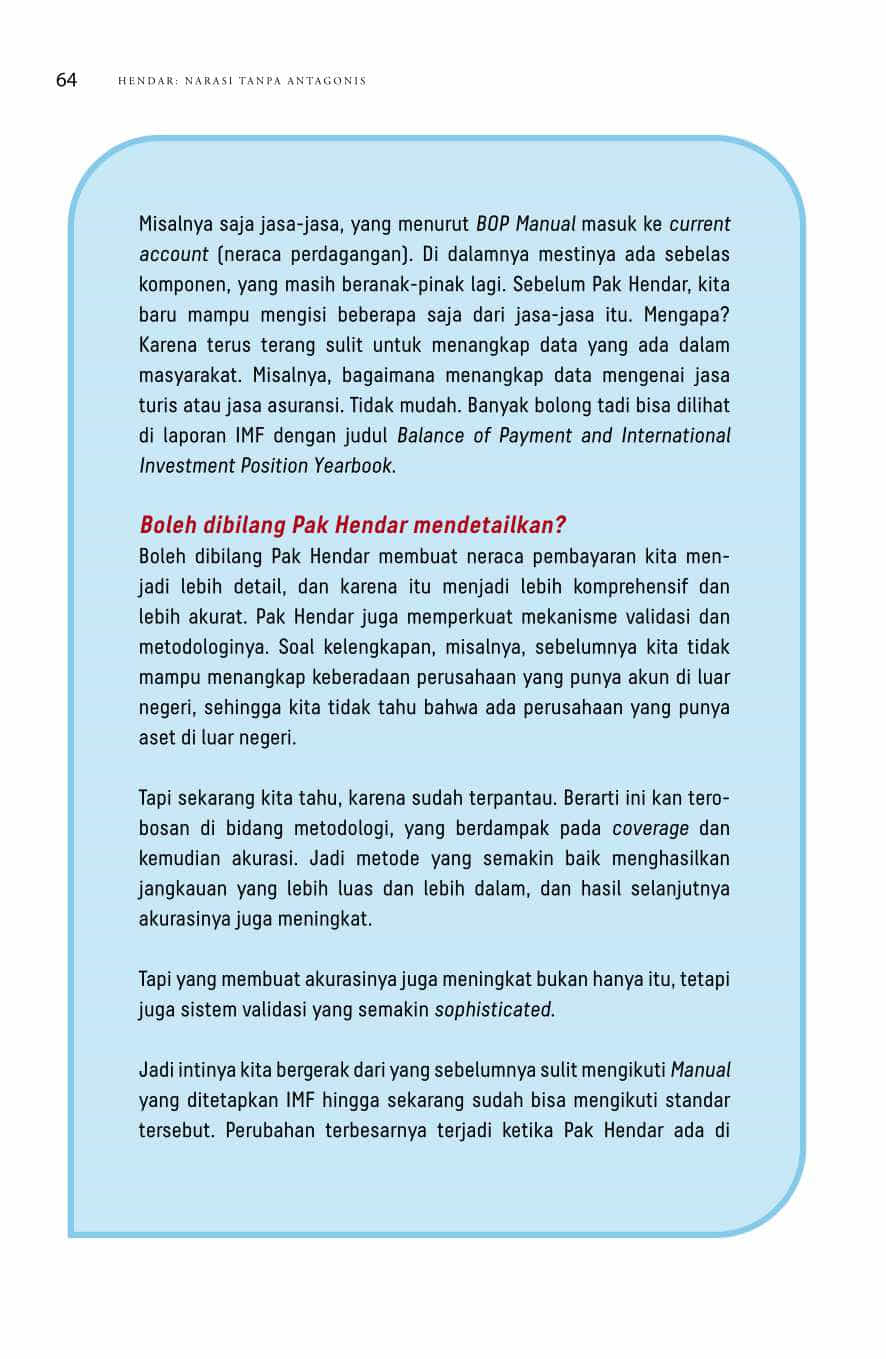 64 HENDAR: NARASI TANPA ANTAGONIS
Misalnya saja jasa-jasa, yang menurut BOP Manual masuk ke current
account (neraca perdagangan). Di dalamnya mestinya ada sebelas
komponen, yang masih beranak-pinak lagi. Sebelum Pak Hendar, kita
baru mampu mengisi beberapa saja dari jasa-jasa itu. Mengapa?
Karena terus terang sulit untuk menangkap data yang ada dalam
masyarakat. Misalnya, bagaimana menangkap data mengenai jasa
turis atau jasa asuransi. Tidak mudah. Banyak bolong tadi bisa dilihat
di laporan IMF dengan judul Balance of Payment and International
Investment Position Yearbook.
Boleh dibilang Pak Hendar mendetailkan?
Boleh dibilang Pak Hendar membuat neraca pembayaran kita men-
jadi lebih detail, dan karena itu menjadi lebih komprehensif dan
lebih akurat. Pak Hendar juga memperkuat mekanisme validasi dan
metodologinya. Soal kelengkapan, misalnya, sebelumnya kita tidak
mampu menangkap keberadaan perusahaan yang punya akun di luar
negeri, sehingga kita tidak tahu bahwa ada perusahaan yang punya
aset di luar negeri.
Tapi sekarang kita tahu, karena sudah terpantau. Berarti ini kan tero-
bosan di bidang metodologi, yang berdampak pada coverage dan
kemudian akurasi. Jadi metode yang semakin baik menghasilkan
jangkauan yang lebih luas dan lebih dalam, dan hasil selanjutnya
akurasinya juga meningkat.
Tapi yang membuat akurasinya juga meningkat bukan hanya itu, tetapi
juga sistem validasi yang semakin sophisticated.
Jadi intinya kita bergerak dari yang sebelumnya sulit mengikuti Manual
yang ditetapkan IMF hingga sekarang sudah bisa mengikuti standar
tersebut. Perubahan terbesarnya terjadi ketika Pak Hendar ada di